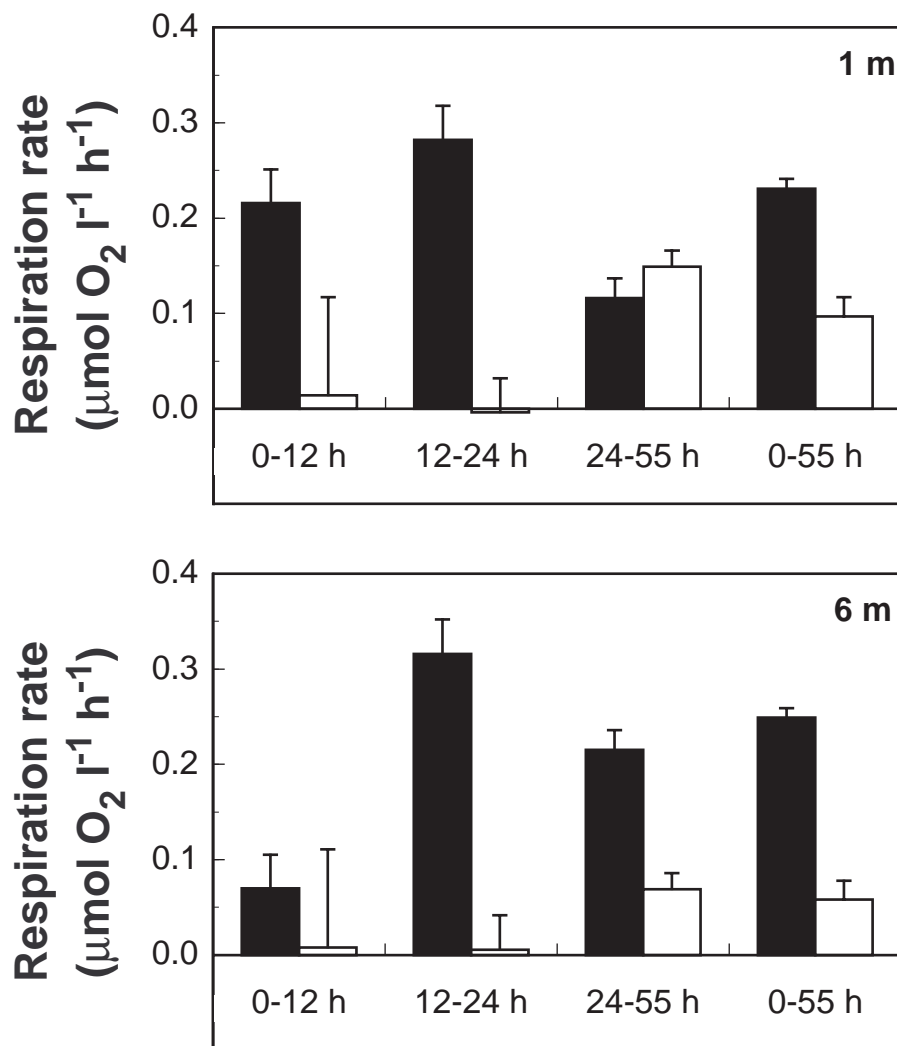 0.4
0.3
0.2
0.1
0.0
Respiration rate
(μmol O₂ l⁻¹ h⁻¹)
1 m
0-12 h 12-24 h 24-55 h 0-55 h
0.4
0.3
0.2
0.1
0.0
Respiration rate
(μmol O₂ l⁻¹ h⁻¹)
6 m
0-12 h 12-24 h 24-55 h 0-55 h